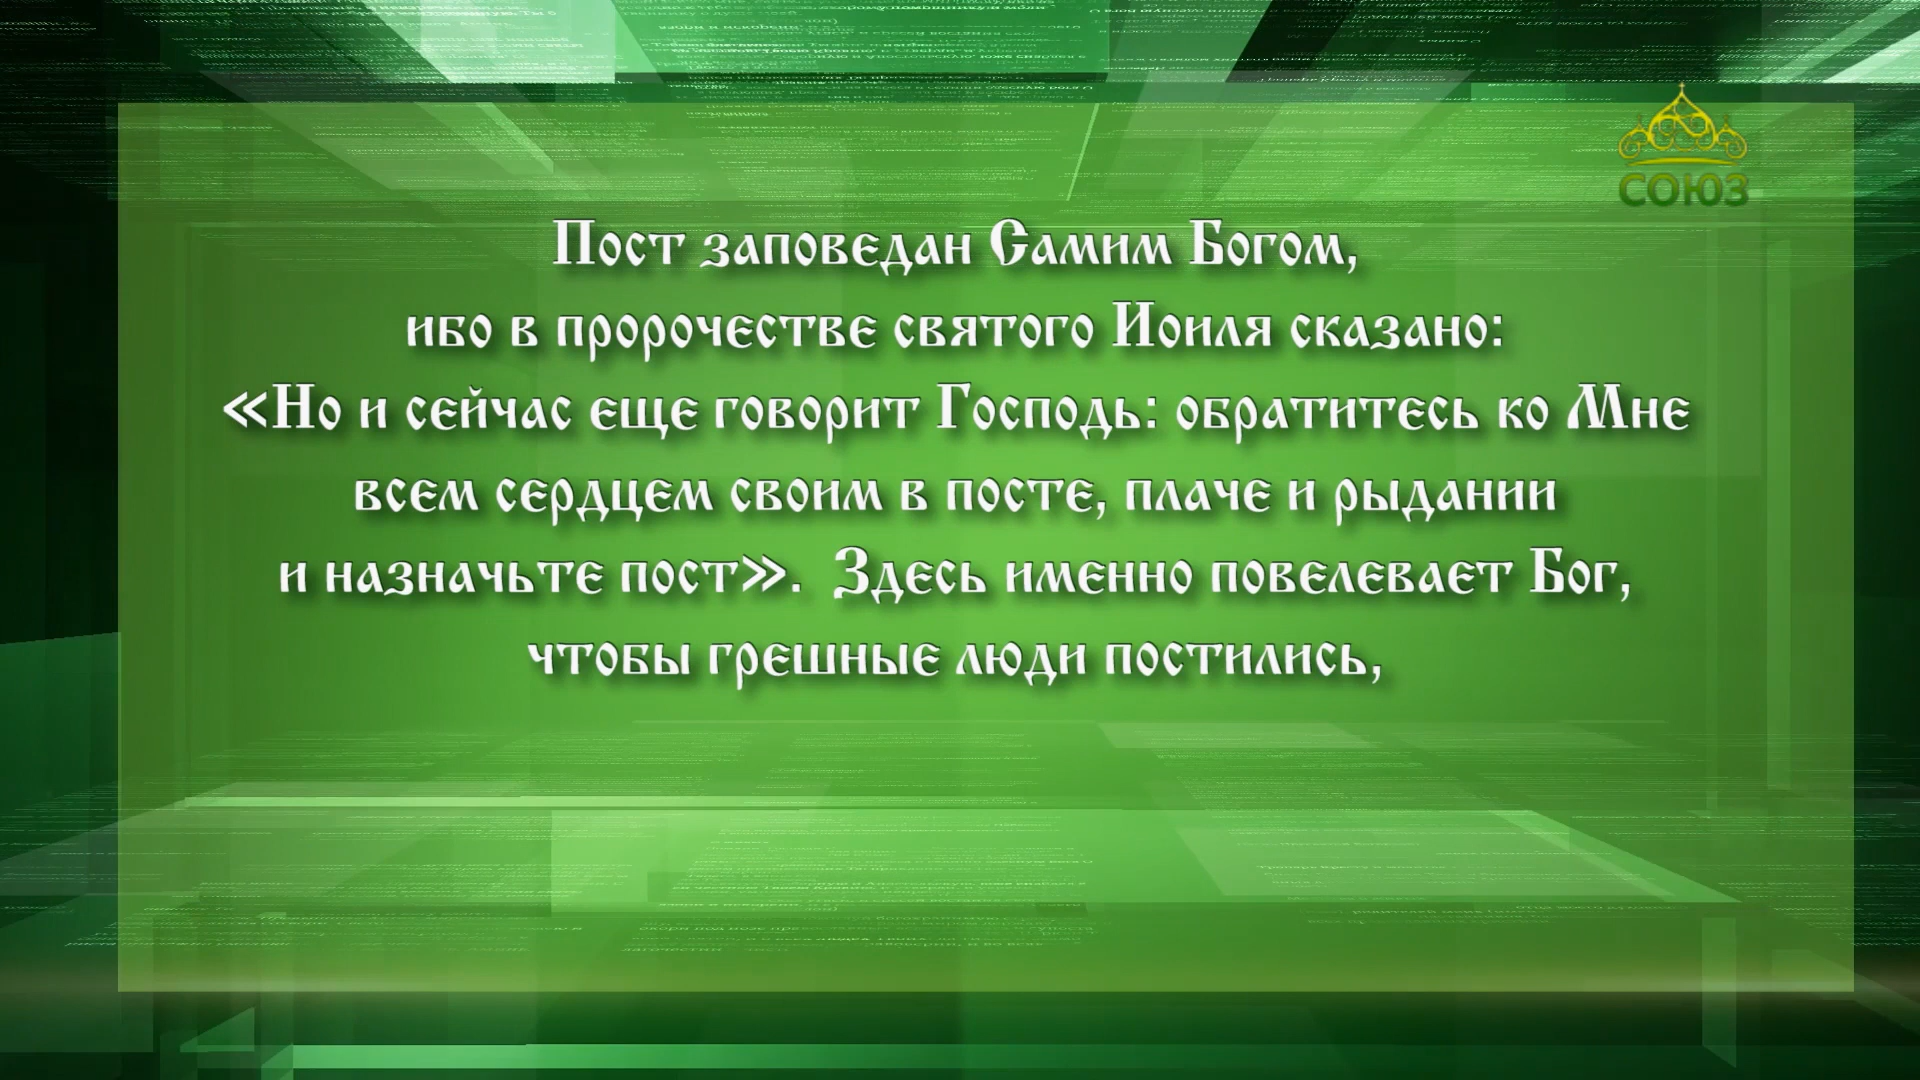 СОЮЗ
Пост заповедан Самим Богом,
ибо в пророчестве святого Иоиля сказано:
«Но и сейчас еще говорит Господь: обратитесь ко Мне
всем сердцем своим в посте, плаче и рыдании
и назначьте пост». Здесь именно повелевает Бог,
чтобы грешные люди постились,